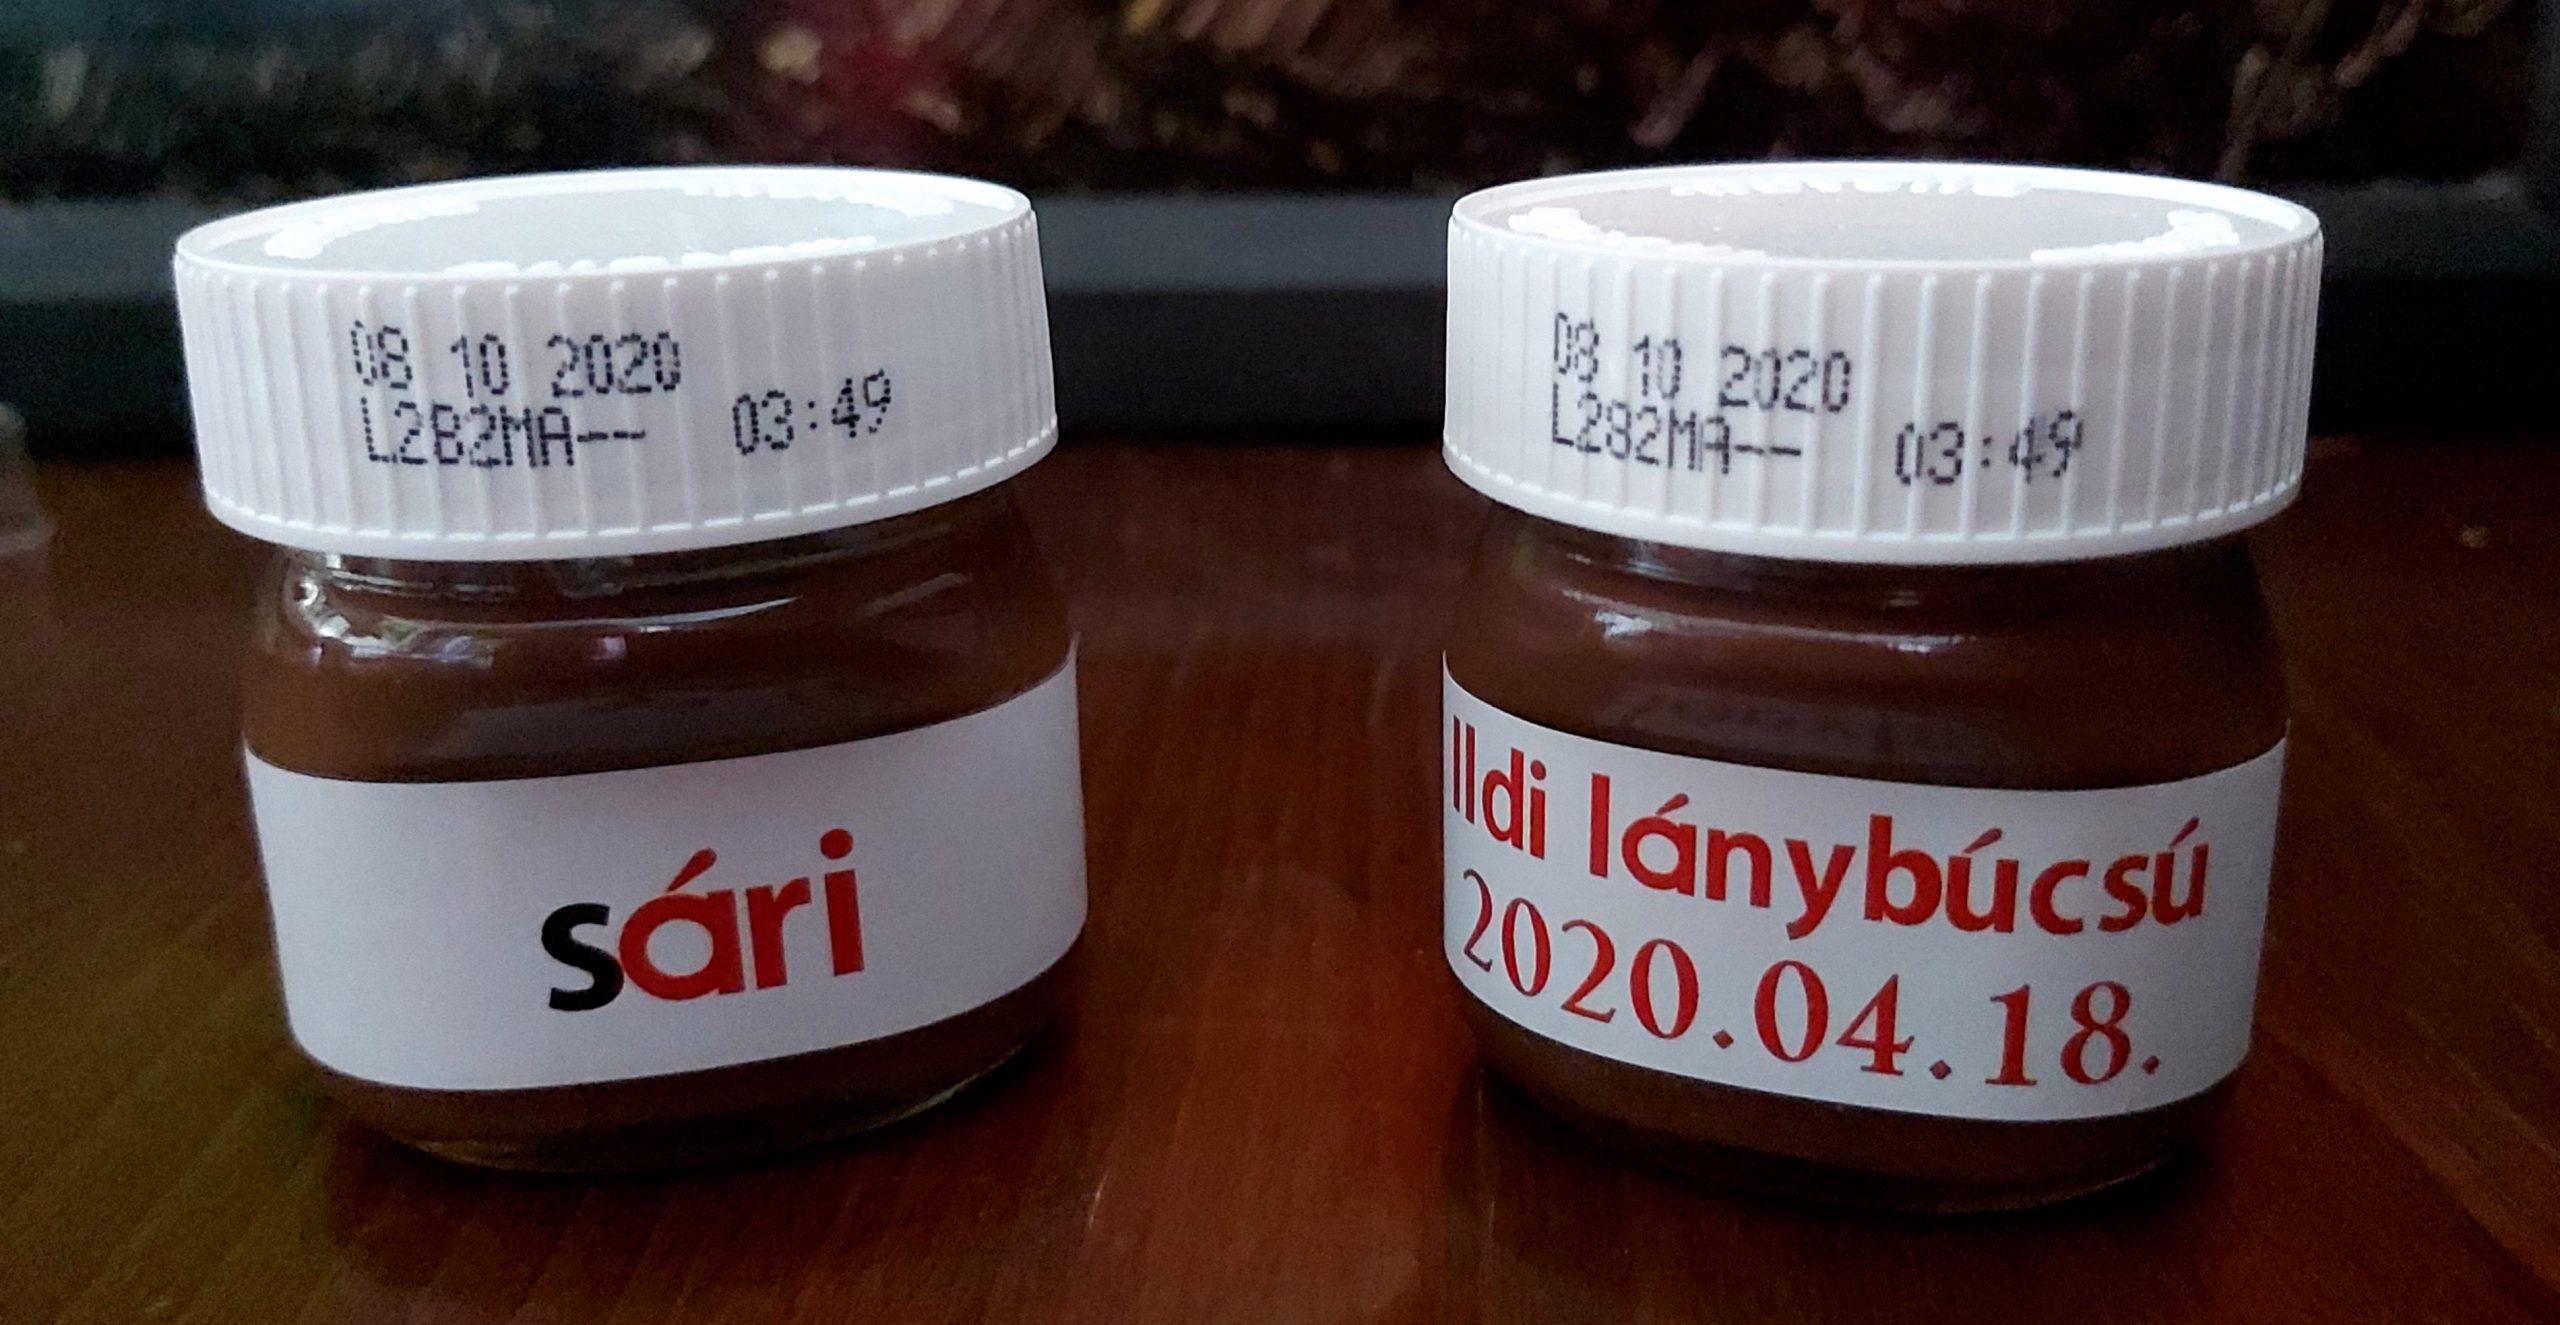 08 10 2020
L282MA-- 03:49
sári
08 10 2020
L282MA-- 03:49
Ildi lánybúcsú
2020.04.18.